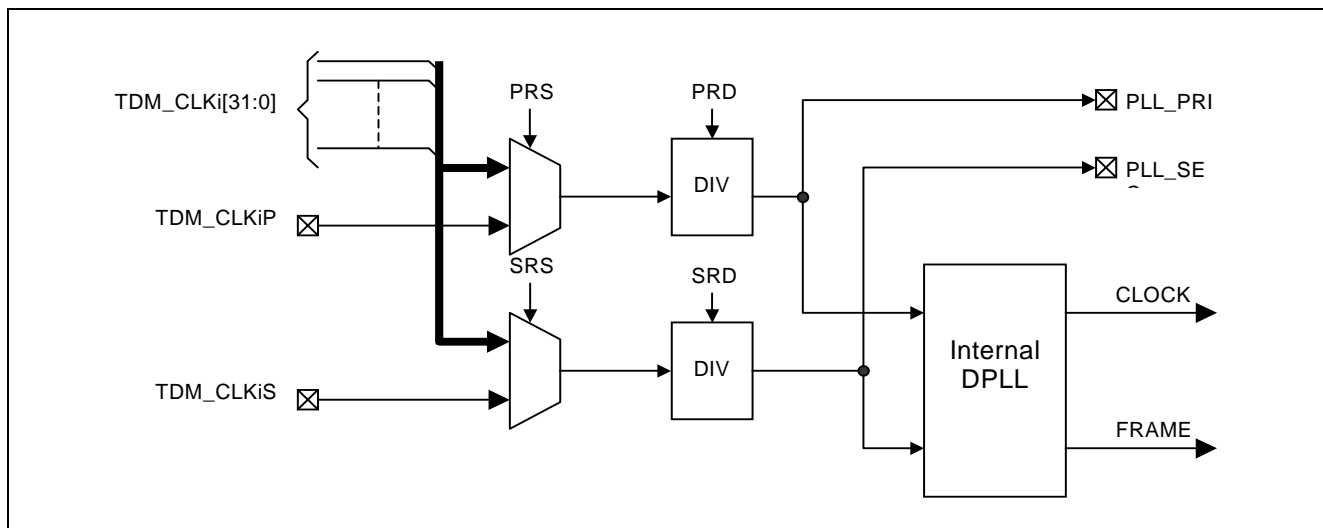 TDM_CLKi[31:0]
PRS
PRD
PLL_PRI
DIV
PLL_SE
TDM_CLKiP
SRS
SRD
CLOCK
Internal
DPLL
DIV
TDM_CLKiS
FRAME